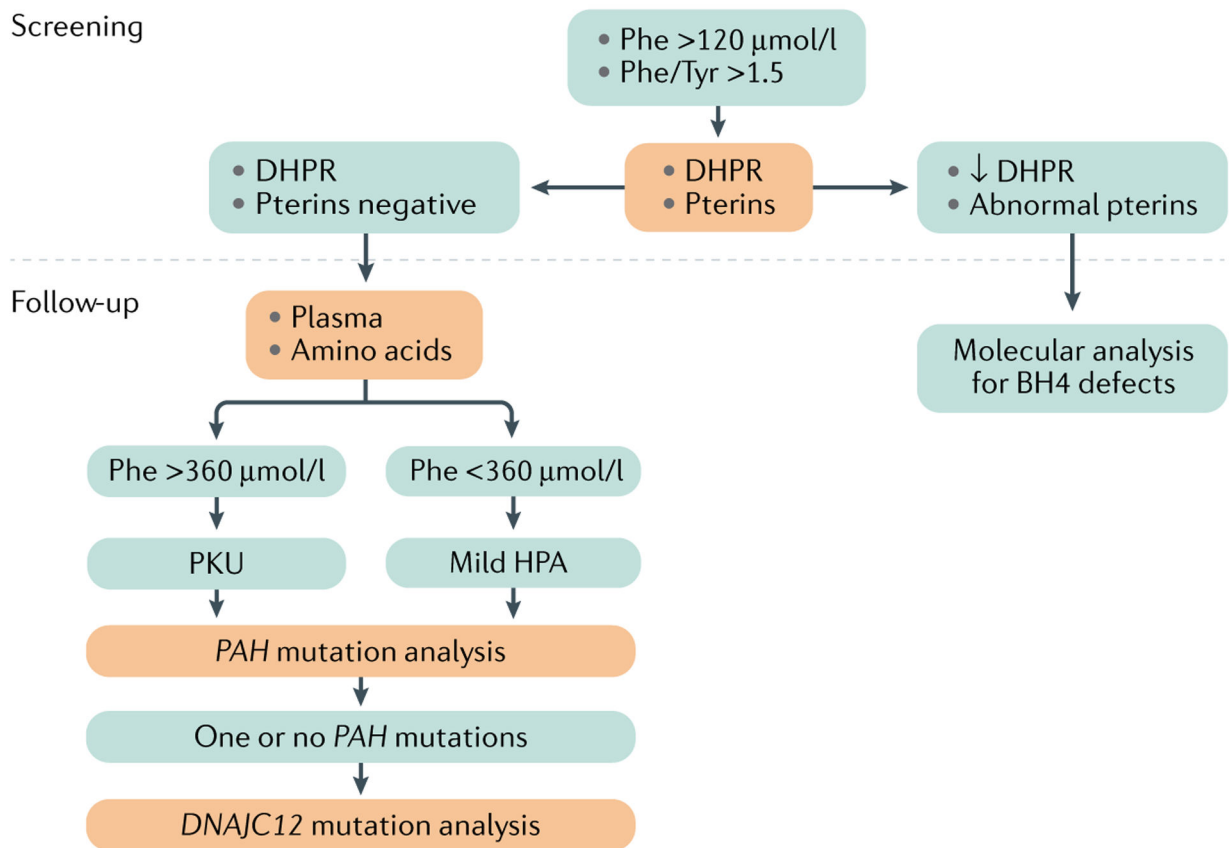 Screening
• Phe >120 μmol/l
• Phe/Tyr >1.5
• DHPR
• Pterins negative
• DHPR
• Pterins
• ↓ DHPR
• Abnormal pterins
Follow-up
• Plasma
• Amino acids
Molecular analysis
for BH4 defects
Phe >360 μmol/l
Phe <360 μmol/l
PKU
Mild HPA
PAH mutation analysis
One or no PAH mutations
DNAJC12 mutation analysis